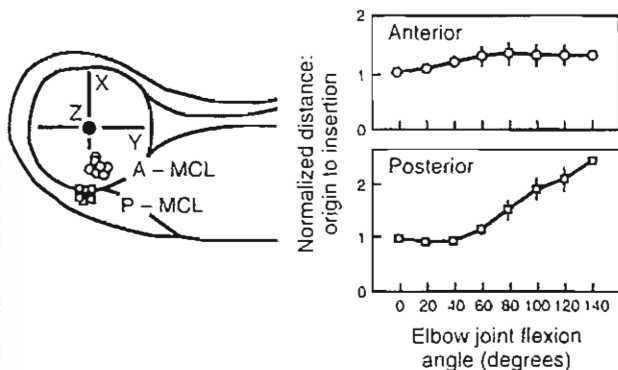 X
Z
Y
A – MCL
P – MCL
Normalized distance:
origin to insertion
Anterior
2
1
0
Posterior
2
1
0
0 20 40 60 80 100 120 140
Elbow joint flexion
angle (degrees)